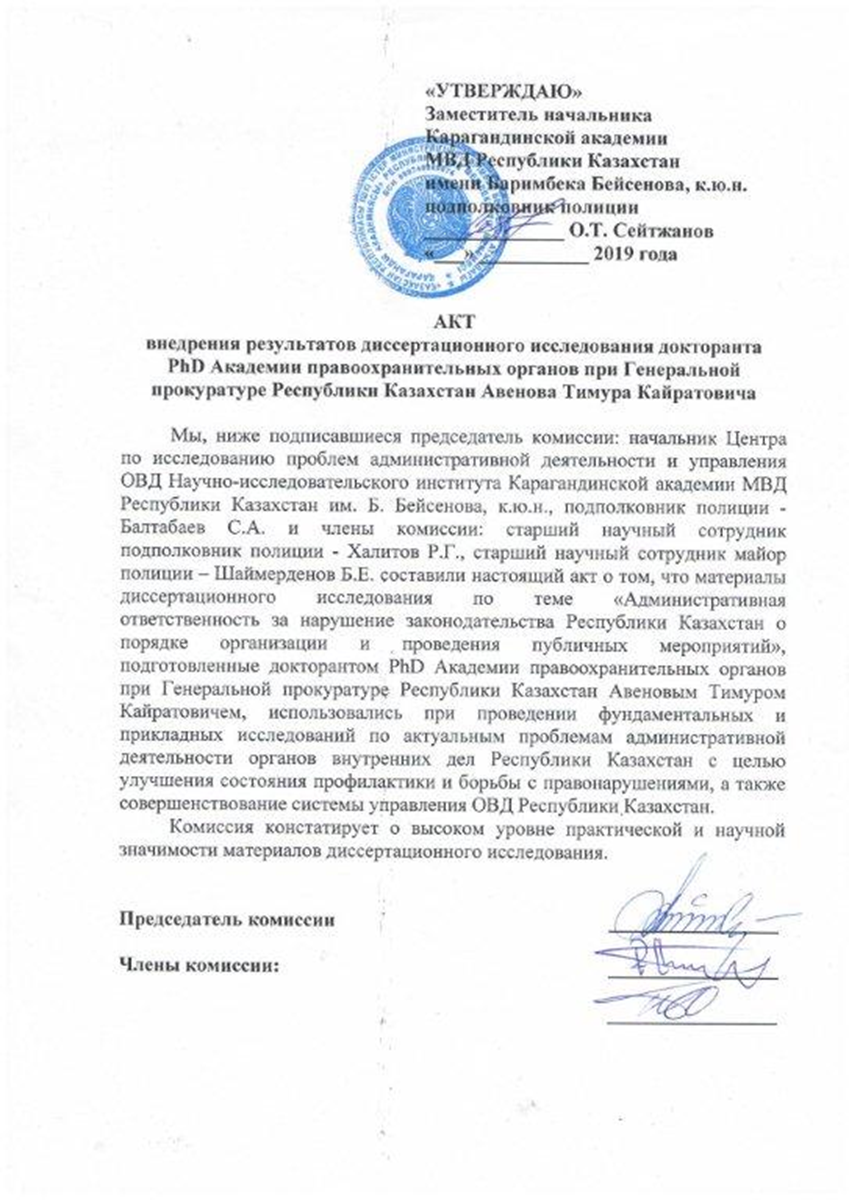 «УТВЕРЖДАЮ»
Заместитель начальника
Карагандинской академии
МВД Республики Казахстан
имени Баримбека Бейсенова, к.ю.н.
подполковник полиции
______________ О.Т. Сейтжанов
«___»____________ 2019 года
АКТ
внедрения результатов диссертационного исследования докторанта
PhD Академии правоохранительных органов при Генеральной
прокуратуре Республики Казахстан Авенова Тимура Кайратовича
Мы, ниже подписавшиеся председатель комиссии: начальник Центра
по исследованию проблем административной деятельности и управления
ОВД Научно-исследовательского института Карагандинской академии МВД
Республики Казахстан им. Б. Бейсенова, к.ю.н., подполковник полиции -
Балтабаев С.А. и члены комиссии: старший научный сотрудник
подполковник полиции - Халитов Р.Г., старший научный сотрудник майор
полиции – Шаймерденов Б.Е. составили настоящий акт о том, что материалы
диссертационного исследования по теме «Административная
ответственность за нарушение законодательства Республики Казахстан о
порядке организации и проведения публичных мероприятий»,
подготовленные докторантом PhD Академии правоохранительных органов
при Генеральной прокуратуре Республики Казахстан Авеновым Тимуром
Кайратовичем, использовались при проведении фундаментальных и
прикладных исследований по актуальным проблемам административной
деятельности органов внутренних дел Республики Казахстан с целью
улучшения состояния профилактики и борьбы с правонарушениями, а также
совершенствование системы управления ОВД Республики Казахстан.
Комиссия констатирует о высоком уровне практической и научной
значимости материалов диссертационного исследования.
Председатель комиссии
Члены комиссии: